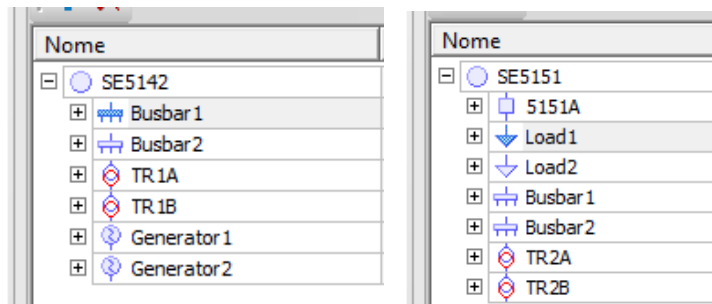 Nome
SE5142
Busbar1
Busbar2
TR1A
TR1B
Generator1
Generator2
Nome
SE5151
5151A
Load1
Load2
Busbar1
Busbar2
TR2A
TR2B